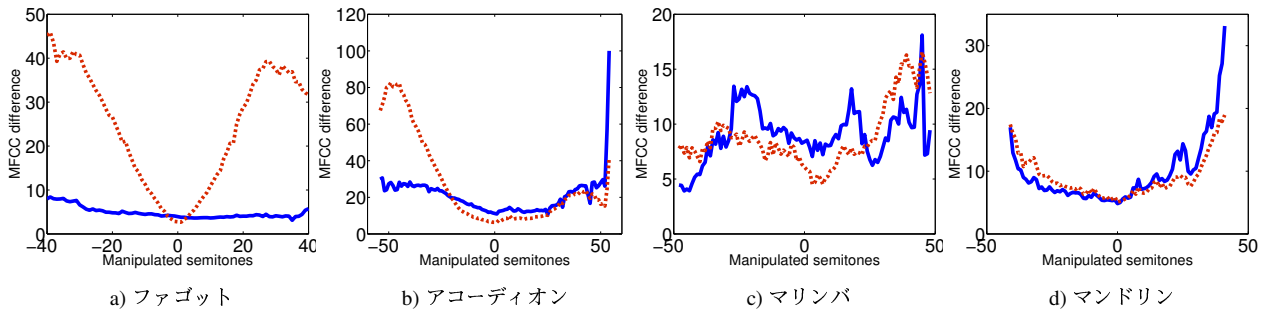 50
40
30
20
10
0
−40 −20 0 20 40
MFCC difference
Manipulated semitones
a) ファゴット
120
100
80
60
40
20
0
−50 0 50
MFCC difference
Manipulated semitones
b) アコーディオン
20
15
10
5
0
−50 0 50
MFCC difference
Manipulated semitones
c) マリンバ
30
20
10
0
−50 0 50
MFCC difference
Manipulated semitones
d) マンドリン